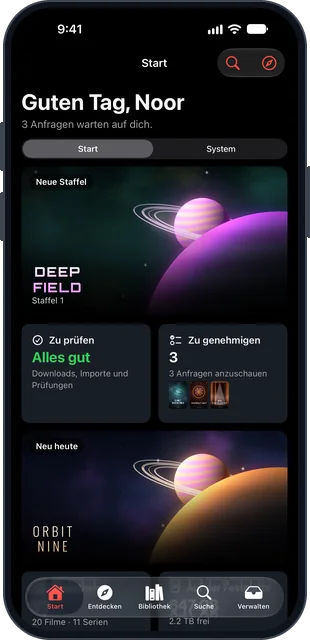 9:41
Start
Guten Tag, Noor
3 Anfragen warten auf dich.
Start
System
Neue Staffel
DEEP
FIELD
Staffel 1
Zu prüfen
Alles gut
Downloads, Importe und
Prüfungen
Zu genehmigen
3
3 Anfragen anzuschauen
Neu heute
ORBIT
NINE
Start
Entdecken
Bibliothek
Suche
Verwalten
20 Filme · 11 Serien
2.2 TB frei